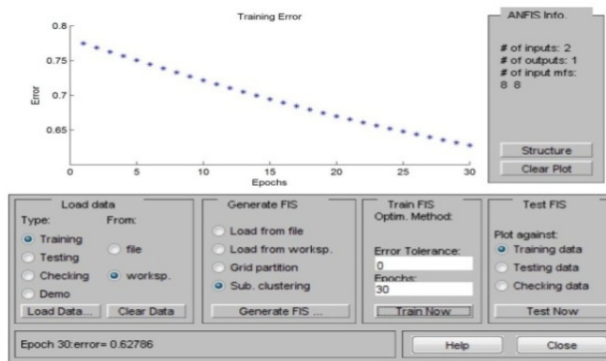 Training Error
0.8
0.75
0.7
0.65
Error
0 5 10 15 20 25 30
Epochs
ANFIS Info.
# of inputs: 2
# of outputs: 1
# of input mfs:
8 8
Structure
Clear Plot
Load data
Type: From:
Training
Testing
Checking
Demo
file
worksp.
Load Data... Clear Data
Generate FIS
Load from file
Load from worksp.
Grid partition
Sub. clustering
Generate FIS ...
Train FIS
Optim. Method:
Error Tolerance:
0
Epochs:
30
Train Now
Test FIS
Plot against:
Training data
Testing data
Checking data
Test Now
Epoch 30:error= 0.62786
Help Close